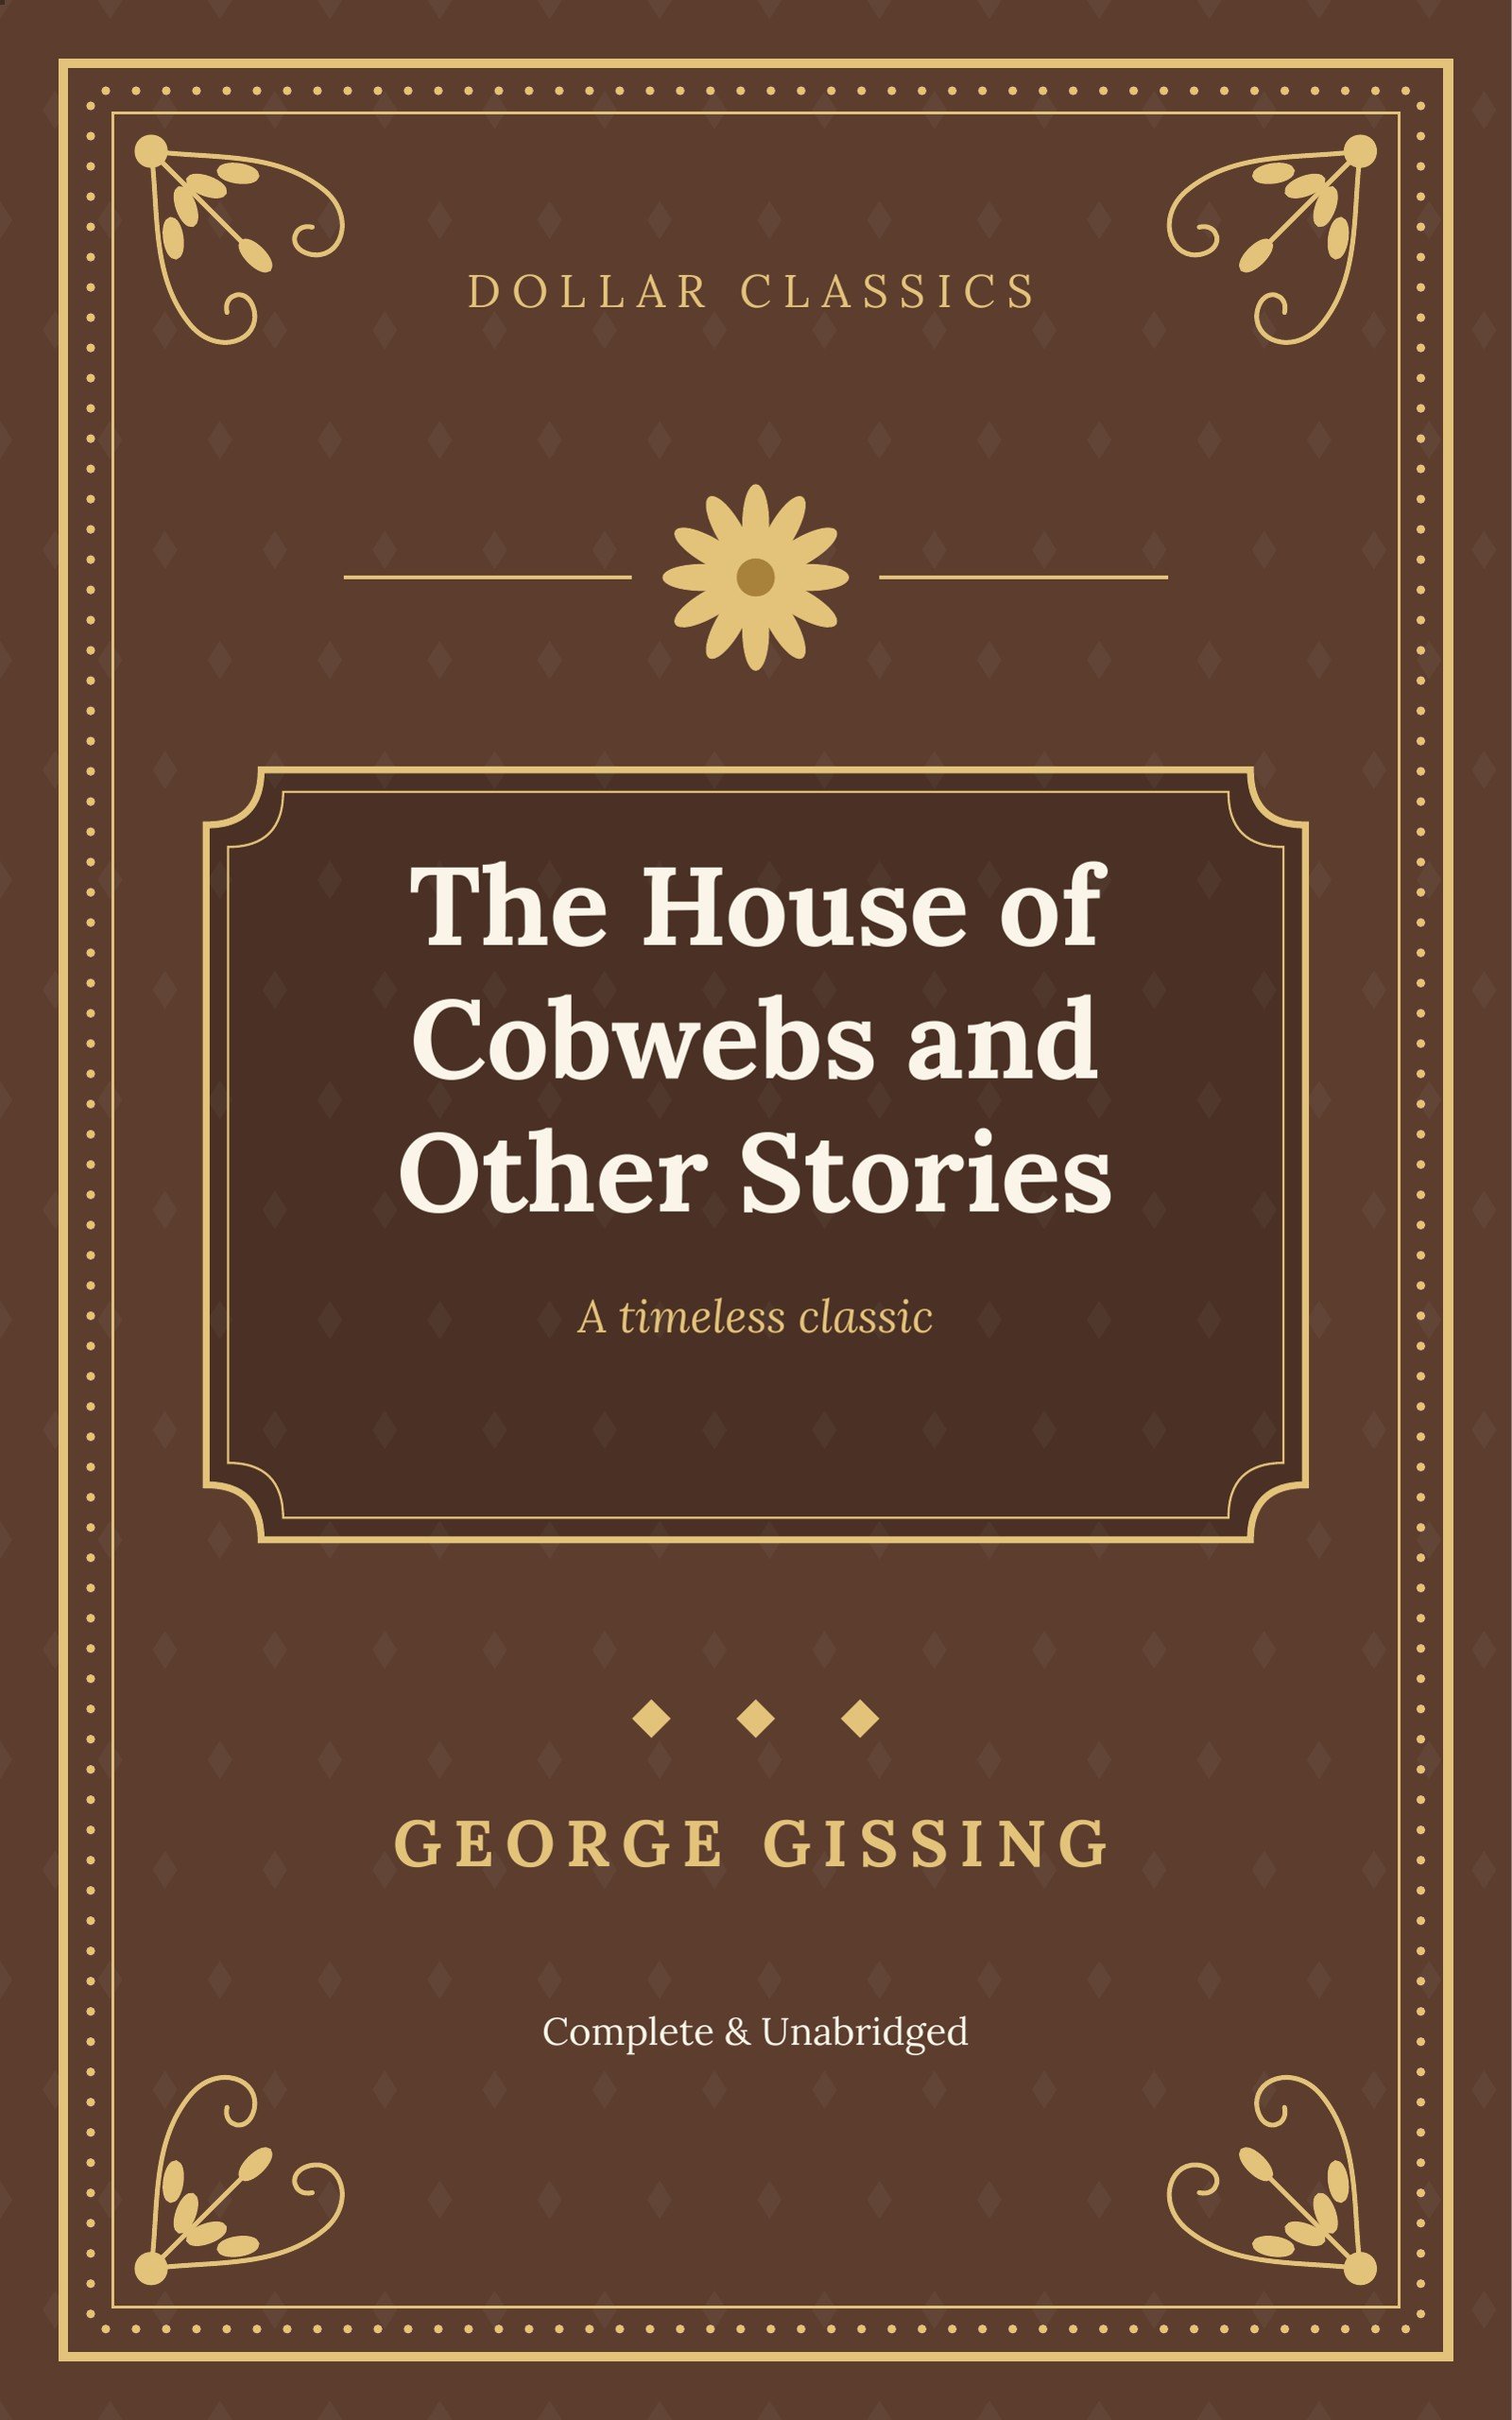 DOLLAR CLASSICS
The House of
Cobwebs and
Other Stories
A timeless classic
GEORGE GISSING
Complete & Unabridged